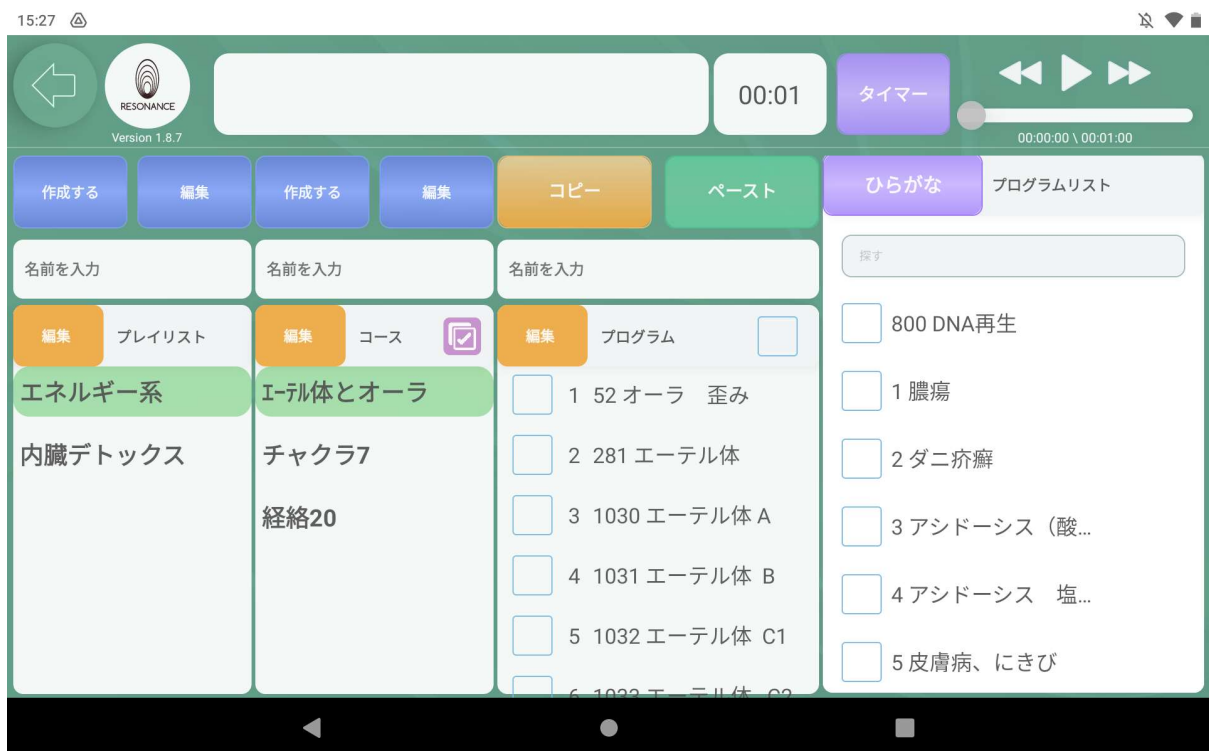 15:27
RESONANCE
Version 1.8.7
00:01
タイマー
00:00:00 \ 00:01:00
作成する
編集
作成する
編集
コピー
ペースト
ひらがな
プログラムリスト
名前を入力
名前を入力
名前を入力
探す
編集
プレイリスト
編集
コース
編集
プログラム
エネルギー系
内臓デトックス
ｴｰﾃﾙ体とオーラ
チャクラ7
経絡20
1 52 オーラ　歪み
2 281 エーテル体
3 1030 エーテル体 A
4 1031 エーテル体 B
5 1032 エーテル体 C1
6 1033 エーテル体 C2
800 DNA再生
1 膿瘍
2 ダニ疥癬
3 アシドーシス（酸...
4 アシドーシス　塩...
5 皮膚病、にきび